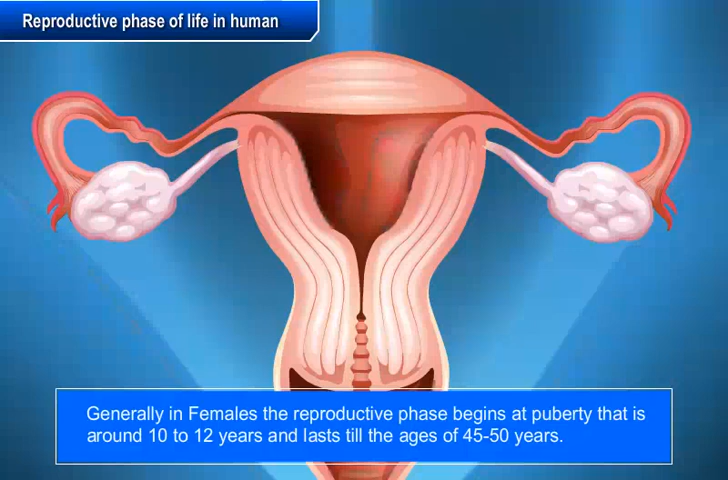 Reproductive phase of life in human
Generally in Females the reproductive phase begins at puberty that is
around 10 to 12 years and lasts till the ages of 45-50 years.